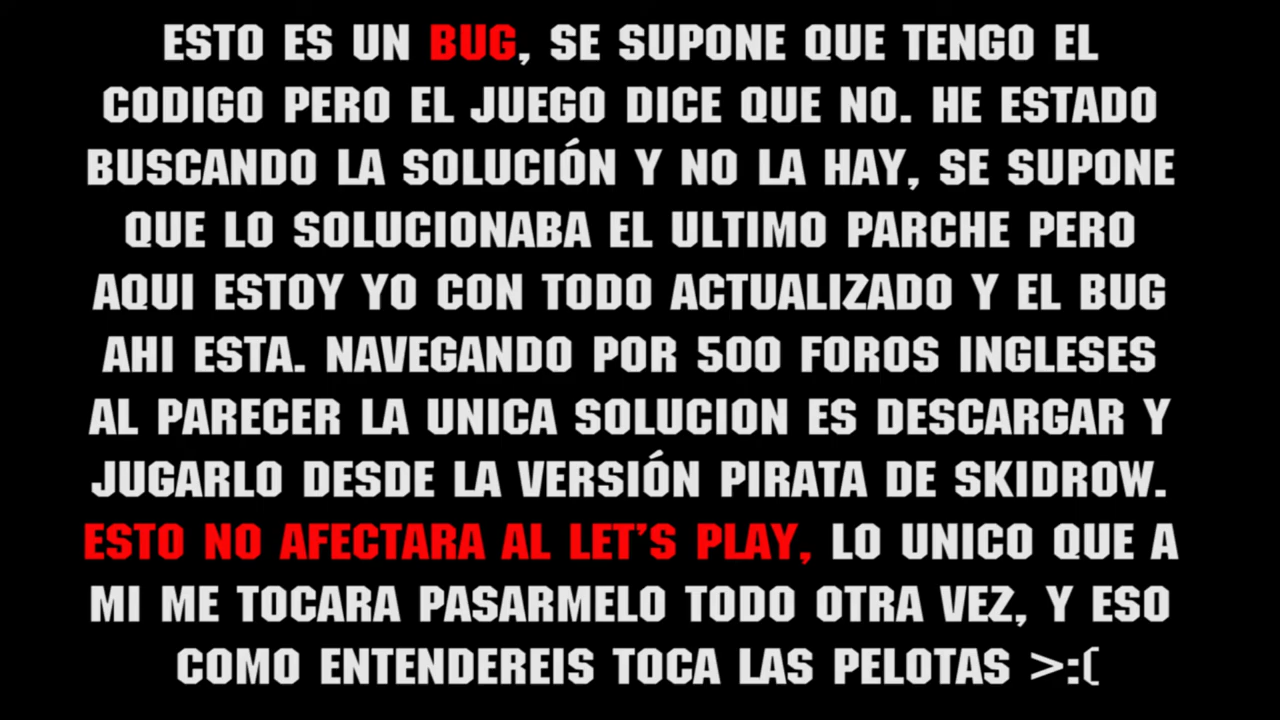 ESTO ES UN BUG, SE SUPONE QUE TENGO EL
CODIGO PERO EL JUEGO DICE QUE NO. HE ESTADO
BUSCANDO LA SOLUCIÓN Y NO LA HAY, SE SUPONE
QUE LO SOLUCIONABA EL ULTIMO PARCHE PERO
AQUI ESTOY YO CON TODO ACTUALIZADO Y EL BUG
AHI ESTA. NAVEGANDO POR 500 FOROS INGLESES
AL PARECER LA UNICA SOLUCION ES DESCARGAR Y
JUGARLO DESDE LA VERSIÓN PIRATA DE SKIDROW.
ESTO NO AFECTARA AL LET'S PLAY, LO UNICO QUE A
MI ME TOCARA PASARMELO TODO OTRA VEZ, Y ESO
COMO ENTENDEREIS TOCA LAS PELOTAS >:(